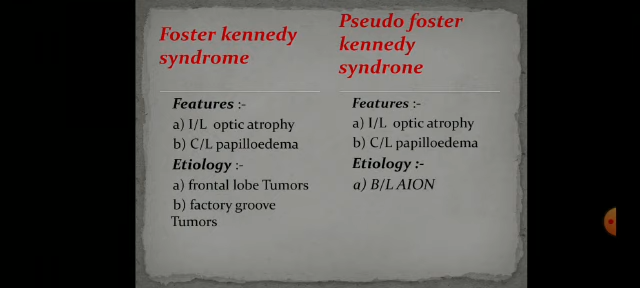 Foster kennedy
syndrome
Features :-
a) I/L optic atrophy
b) C/L papilloedema
Etiology :-
a) frontal lobe Tumors
b) factory groove
Tumors
Pseudo foster
kennedy
syndrone
Features :-
a) I/L optic atrophy
b) C/L papilloedema
Etiology :-
a) B/L AION